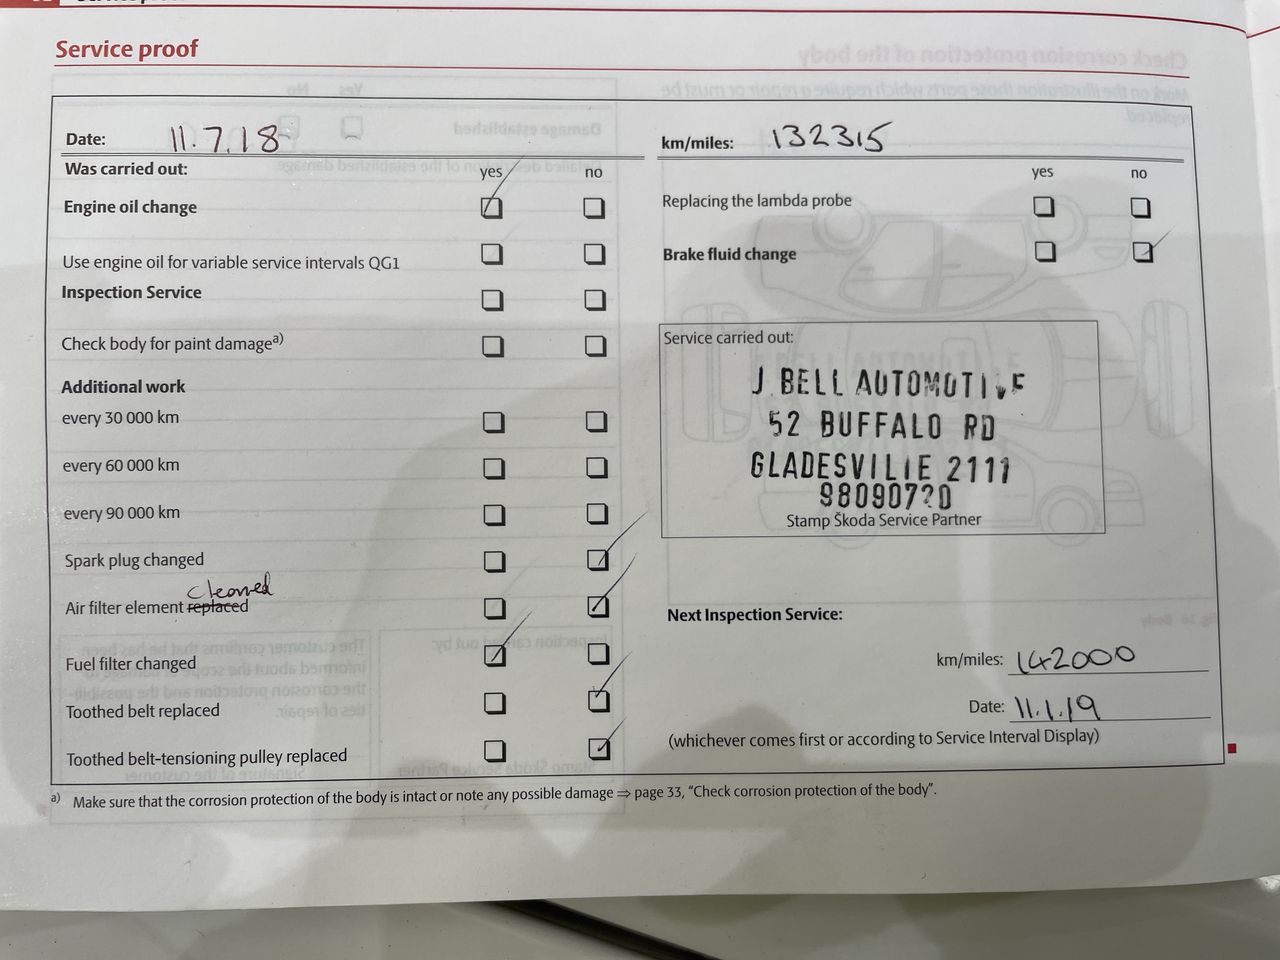 Service proof
Date: 11.7.18
km/miles: 132315
Was carried out: yes no
Engine oil change
Use engine oil for variable service intervals QG1
Inspection Service
Check body for paint damage a)
Additional work
every 30 000 km
every 60 000 km
every 90 000 km
Spark plug changed
cleaned
Air filter element replaced
Fuel filter changed
Toothed belt replaced
Toothed belt-tensioning pulley replaced
yes no
Replacing the lambda probe
Brake fluid change
Service carried out:
J. BELL AUTOMOTIVE
52 BUFFALO RD
GLADESVILLE 2111
98090720
Stamp Škoda Service Partner
Next Inspection Service:
km/miles: 142000
Date: 11.1.19
(whichever comes first or according to Service Interval Display)
a) Make sure that the corrosion protection of the body is intact or note any possible damage ⇒ page 33, “Check corrosion protection of the body”.